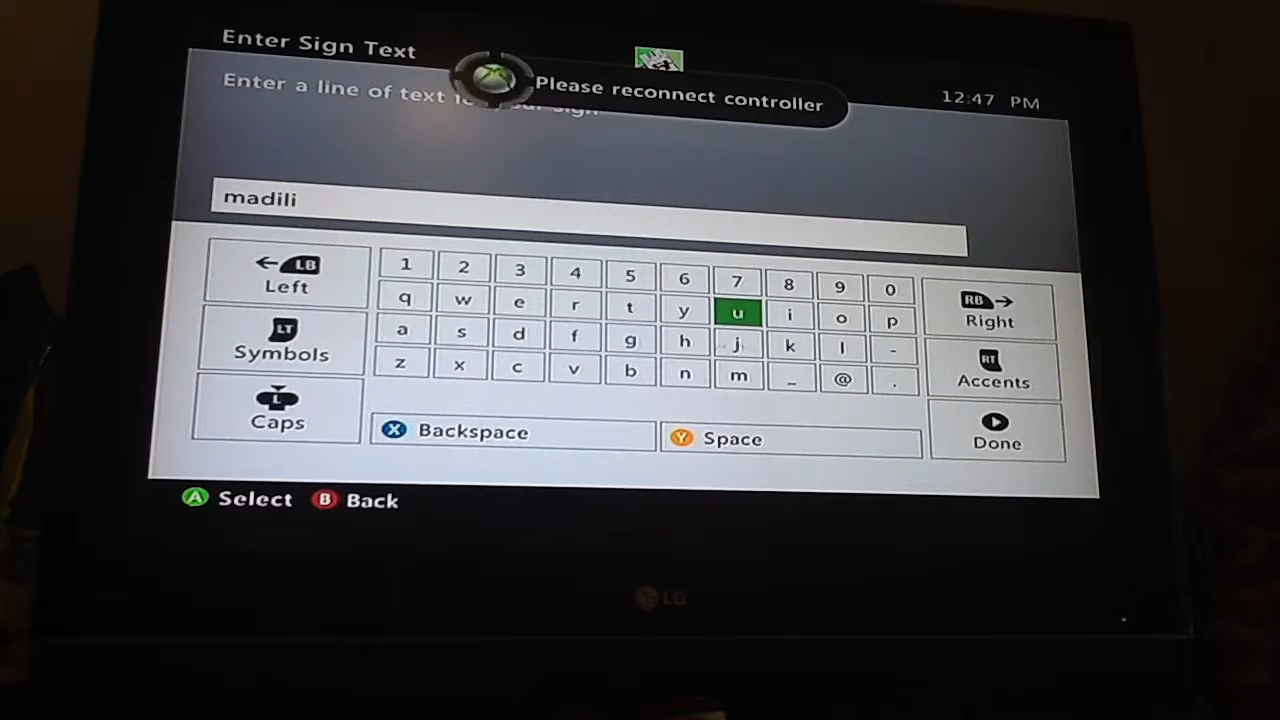 Enter Sign Text
Please reconnect controller
12:47 PM
Enter a line of text your sign
madili
LB
Left
LT
Symbols
L
Caps
1 2 3 4 5 6 7 8 9 0
q w e r t y u i o p
a s d f g h j k l -
z x c v b n m _ @ .
X Backspace
Y Space
RB
Right
RT
Accents
Done
A Select B Back
LG